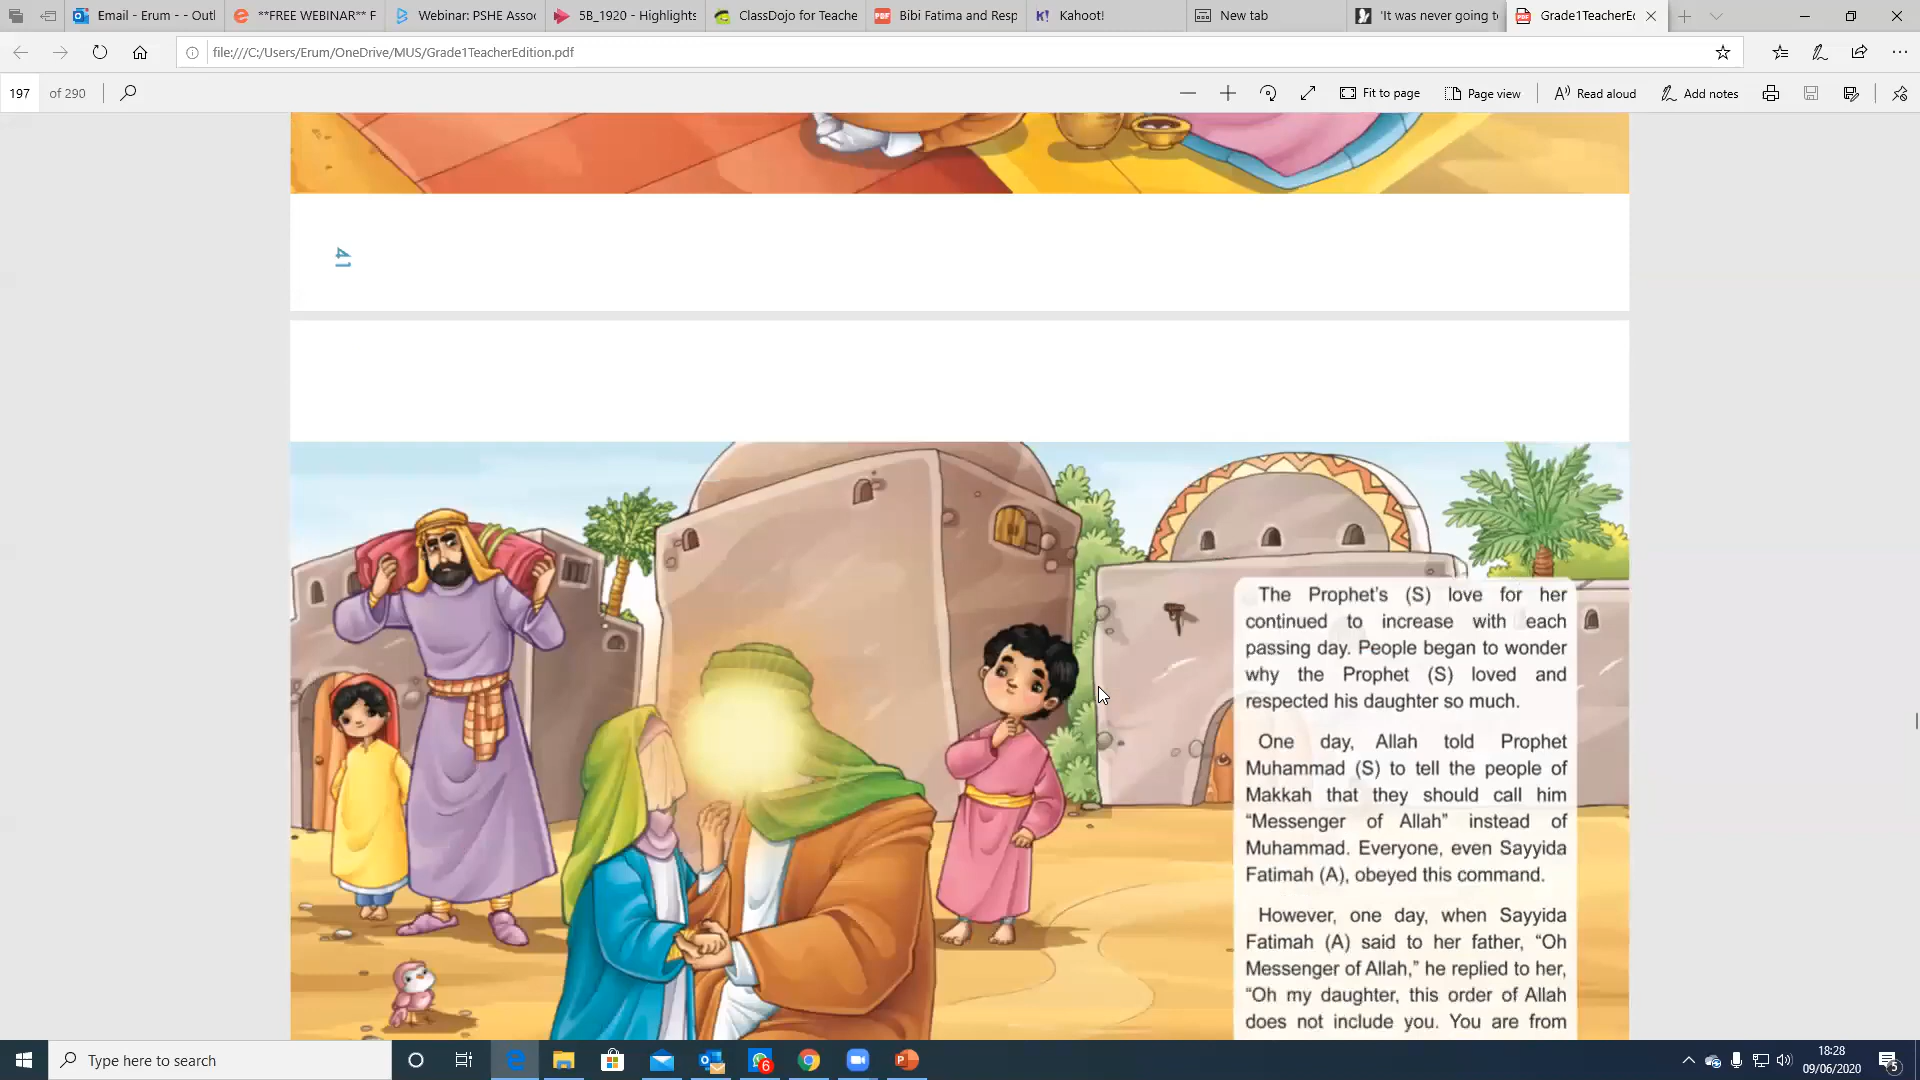 Email - Erum - - Outl
**FREE WEBINAR** F
Webinar: PSHE Assoc
5B_1920 - Highlights
ClassDojo for Teache
Bibi Fatima and Resp
Kahoot!
New tab
'It was never going to
Grade1TeacherEd
file:///C:/Users/Erum/OneDrive/MUS/Grade1TeacherEdition.pdf
197 of 290
Fit to page
Page view
Read aloud
Add notes
14
The Prophet's (S) love for her
continued to increase with each
passing day. People began to wonder
why the Prophet (S) loved and
respected his daughter so much.
One day, Allah told Prophet
Muhammad (S) to tell the people of
Makkah that they should call him
“Messenger of Allah” instead of
Muhammad. Everyone, even Sayyida
Fatimah (A), obeyed this command.
However, one day, when Sayyida
Fatimah (A) said to her father, “Oh
Messenger of Allah,” he replied to her,
“Oh my daughter, this order of Allah
does not include you. You are from
Type here to search
6
18:28
09/06/2020
5